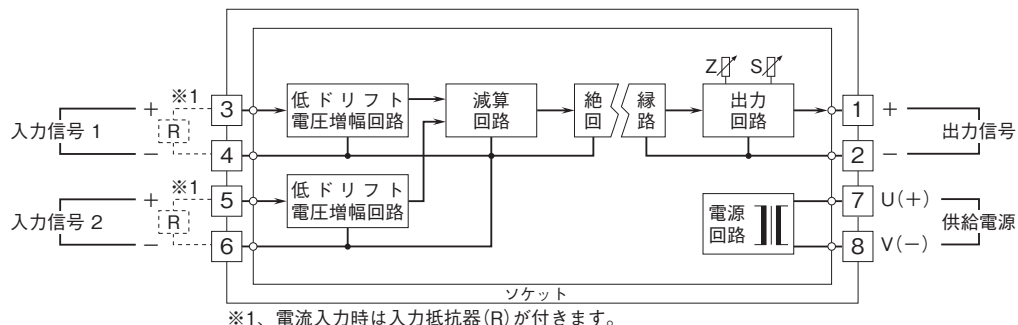 Z S
※1
3
低ドリフト
電圧増幅回路
減算
回路
絶縁
回路
出力
回路
1 +
+
R
入力信号 1
出力信号
−
4
2 −
※1
5
低ドリフト
電圧増幅回路
電源
回路
7 U(+)
+
R
入力信号 2
供給電源
−
6
8 V(−)
ソケット
※1、電流入力時は入力抵抗器(R)が付きます。